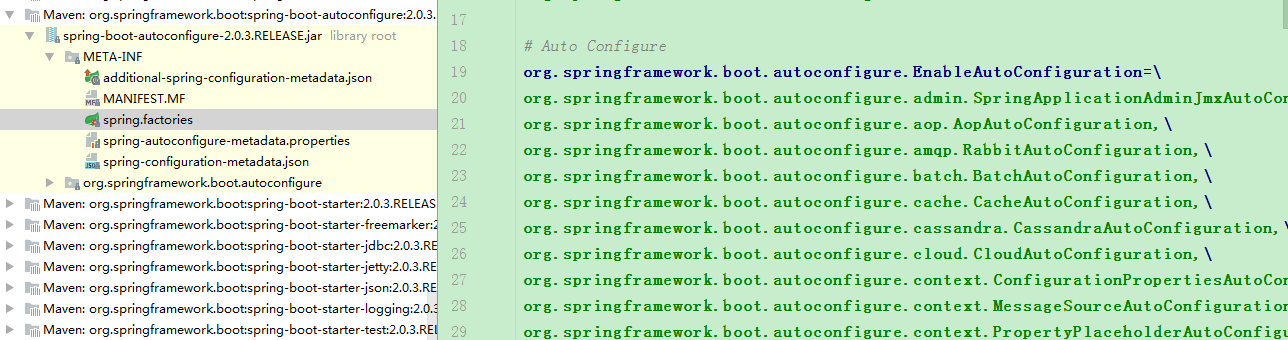 Maven: org.springframework.boot:spring-boot-autoconfigure:2.0.3.
spring-boot-autoconfigure-2.0.3.RELEASE.jar library root
META-INF
additional-spring-configuration-metadata.json
MANIFEST.MF
spring.factories
spring-autoconfigure-metadata.properties
spring-configuration-metadata.json
org.springframework.boot.autoconfigure
Maven: org.springframework.boot:spring-boot-starter:2.0.3.RELEAS
Maven: org.springframework.boot:spring-boot-starter-freemarker:2
Maven: org.springframework.boot:spring-boot-starter-jdbc:2.0.3.RE
Maven: org.springframework.boot:spring-boot-starter-jetty:2.0.3.RE
Maven: org.springframework.boot:spring-boot-starter-json:2.0.3.RE
Maven: org.springframework.boot:spring-boot-starter-logging:2.0.3
Maven: org.springframework.boot:spring-boot-starter-test:2.0.3.REL
17
18 # Auto Configure
19 org.springframework.boot.autoconfigure.EnableAutoConfiguration=\
20 org.springframework.boot.autoconfigure.admin.SpringApplicationAdminJmxAutoCon
21 org.springframework.boot.autoconfigure.aop.AopAutoConfiguration,\
22 org.springframework.boot.autoconfigure.amqp.RabbitAutoConfiguration,\
23 org.springframework.boot.autoconfigure.batch.BatchAutoConfiguration,\
24 org.springframework.boot.autoconfigure.cache.CacheAutoConfiguration,\
25 org.springframework.boot.autoconfigure.cassandra.CassandraAutoConfiguration,\
26 org.springframework.boot.autoconfigure.cloud.CloudAutoConfiguration,\
27 org.springframework.boot.autoconfigure.context.ConfigurationPropertiesAutoCon
28 org.springframework.boot.autoconfigure.context.MessageSourceAutoConfiguration
29 org.springframework.boot.autoconfigure.context.PropertyPlaceholderAutoConfigu